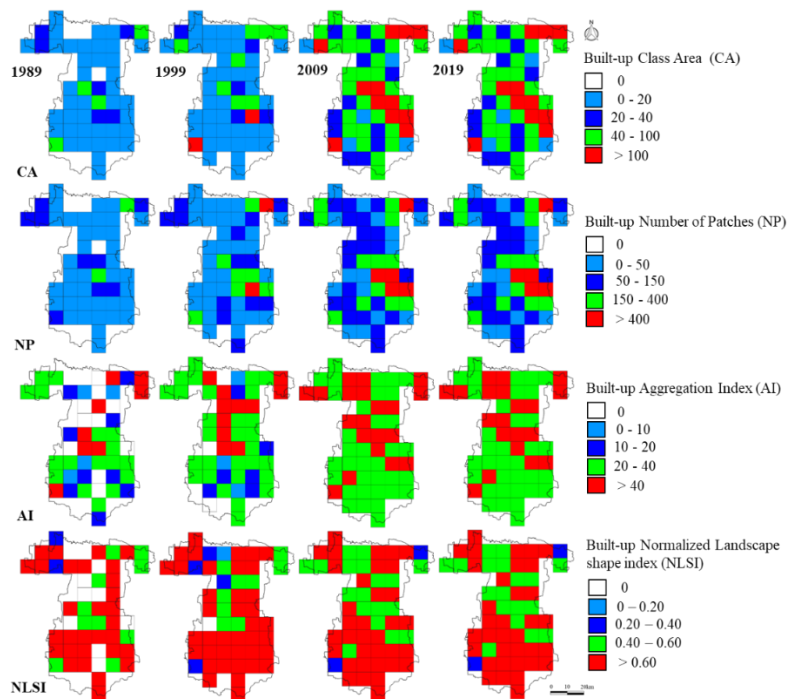 N
1989
1999
2009
2019
Built-up Class Area (CA)
0
0 - 20
20 - 40
40 - 100
> 100
CA
Built-up Number of Patches (NP)
0
0 - 50
50 - 150
150 - 400
> 400
NP
Built-up Aggregation Index (AI)
0
0 - 10
10 - 20
20 - 40
> 40
AI
Built-up Normalized Landscape
shape index (NLSI)
0
0 – 0.20
0.20 – 0.40
0.40 – 0.60
> 0.60
NLSI
0 10 20km